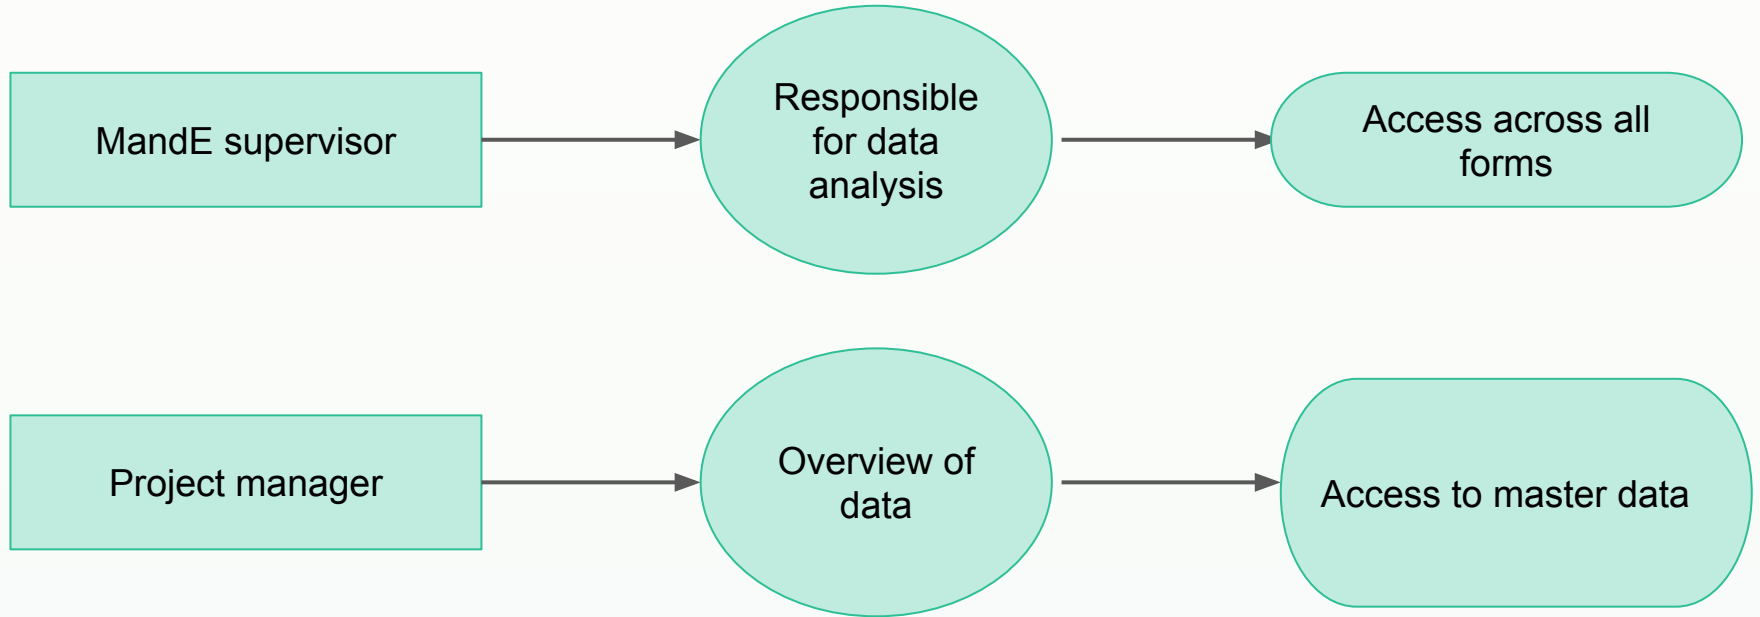 MandE supervisor
Responsible
for data
analysis
Access across all
forms
Project manager
Overview of
data
Access to master data